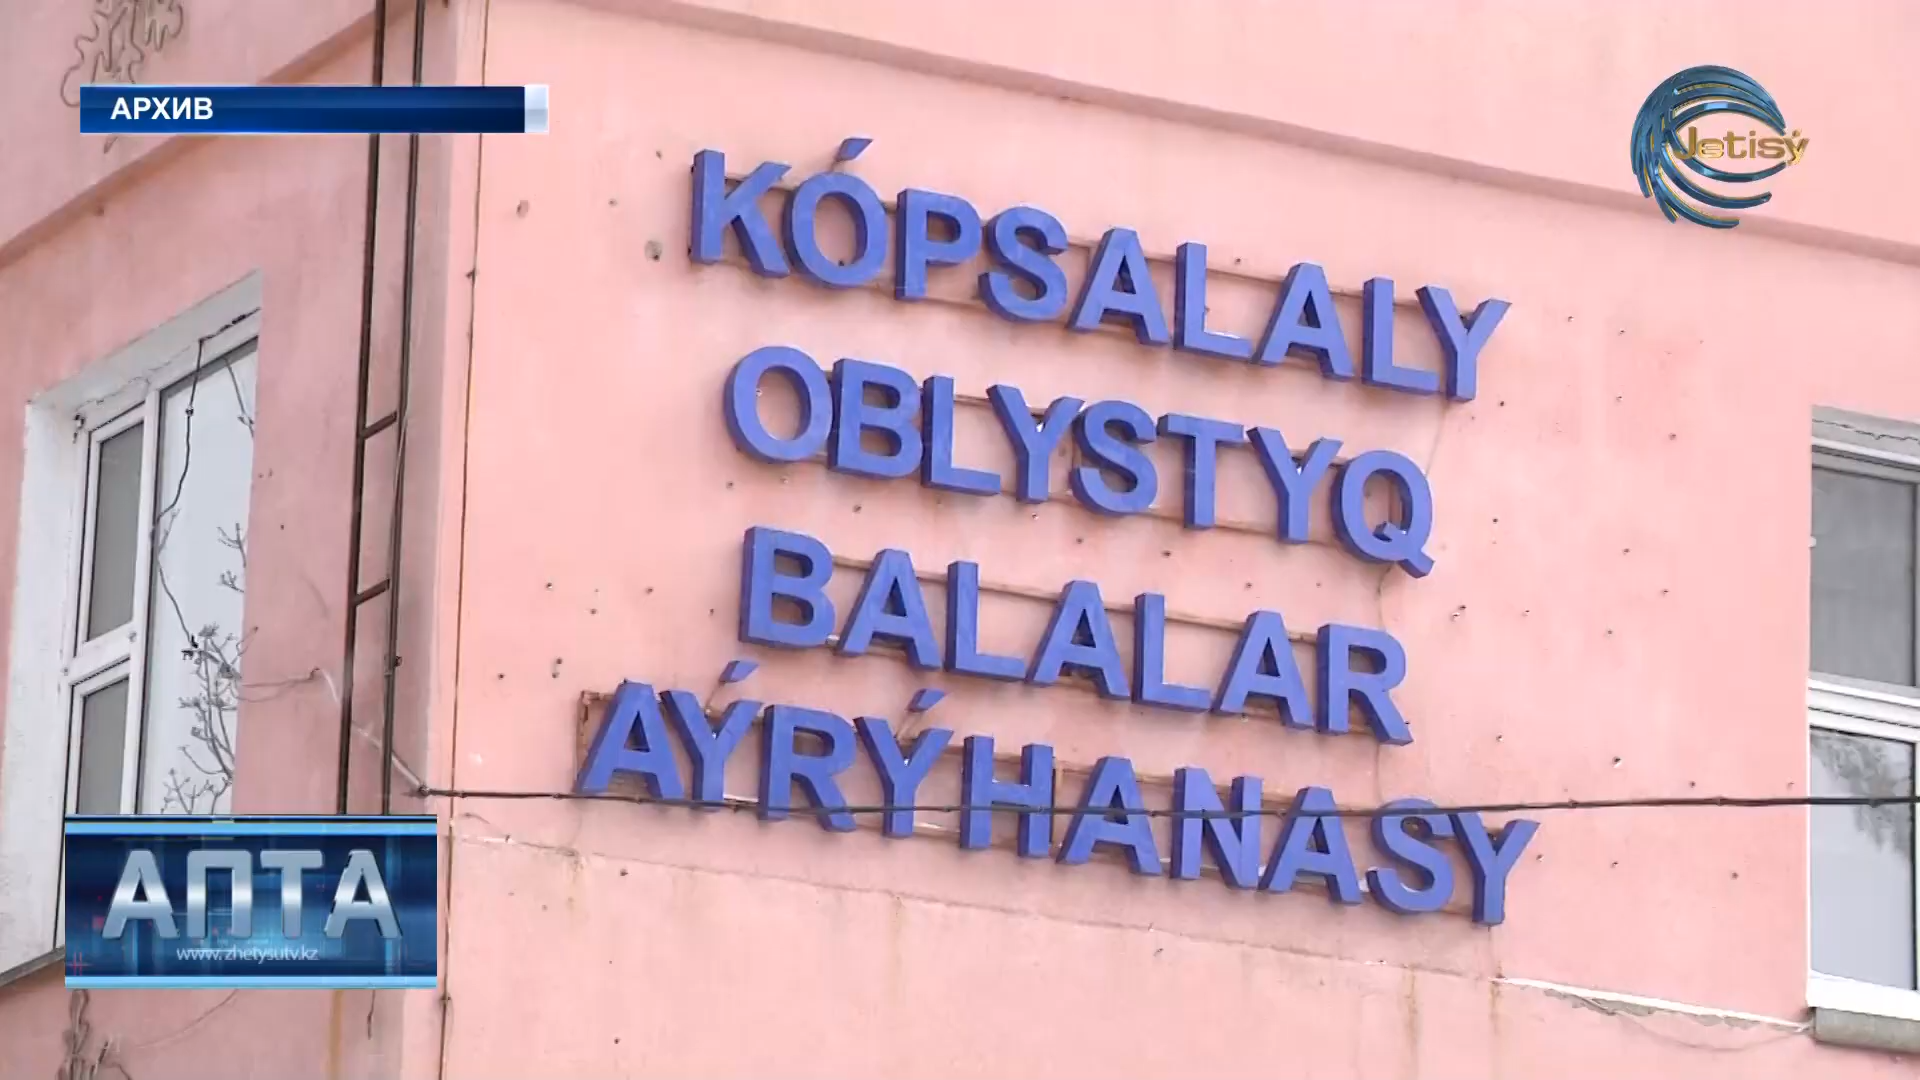 АРХИВ
Jetisý
KÓPSALALY
OBLYSTYQ
BALALAR
AÝRÝHANASY
АПТА
www.zhetysutv.kz